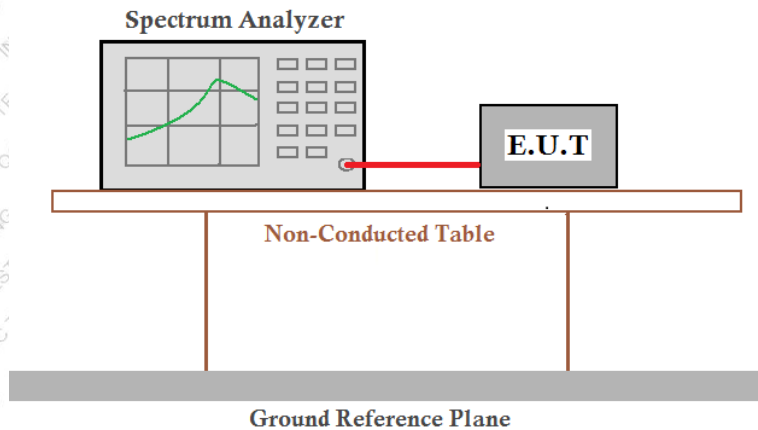 Spectrum Analyzer
E.U.T
Non-Conducted Table
Ground Reference Plane